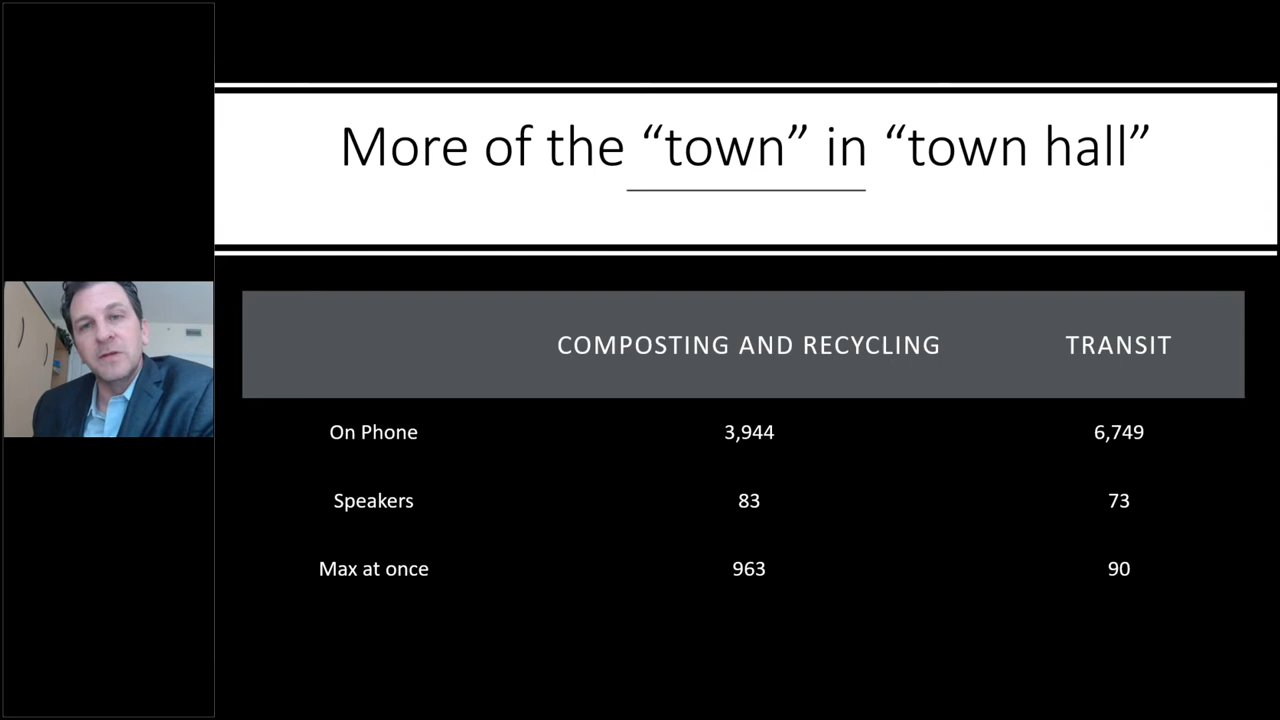 More of the “town” in “town hall”
COMPOSTING AND RECYCLING TRANSIT
On Phone 3,944 6,749
Speakers 83 73
Max at once 963 90